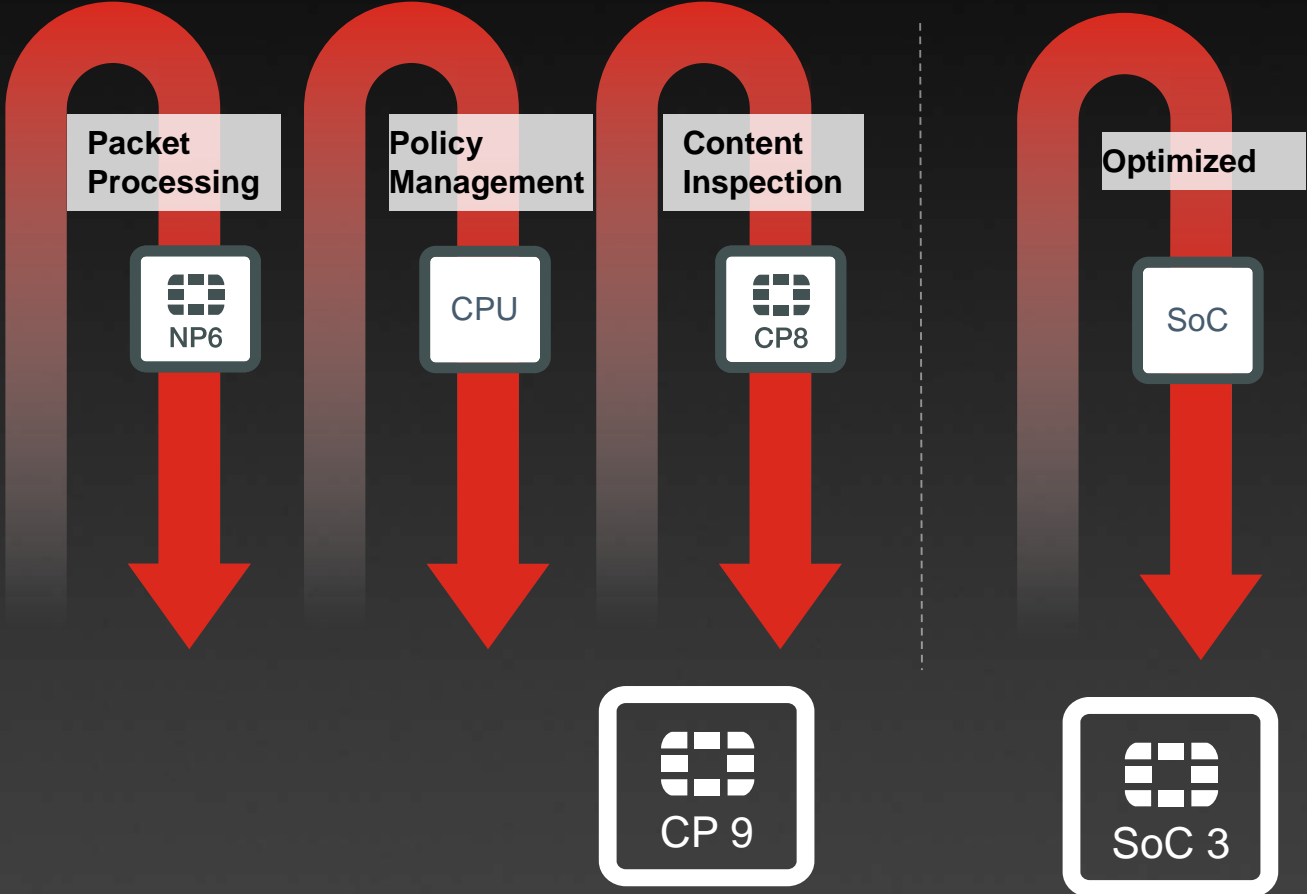 Packet
Processing
Policy
Management
Content
Inspection
Optimized
NP6
CPU
CP8
SoC
CP 9
SoC 3